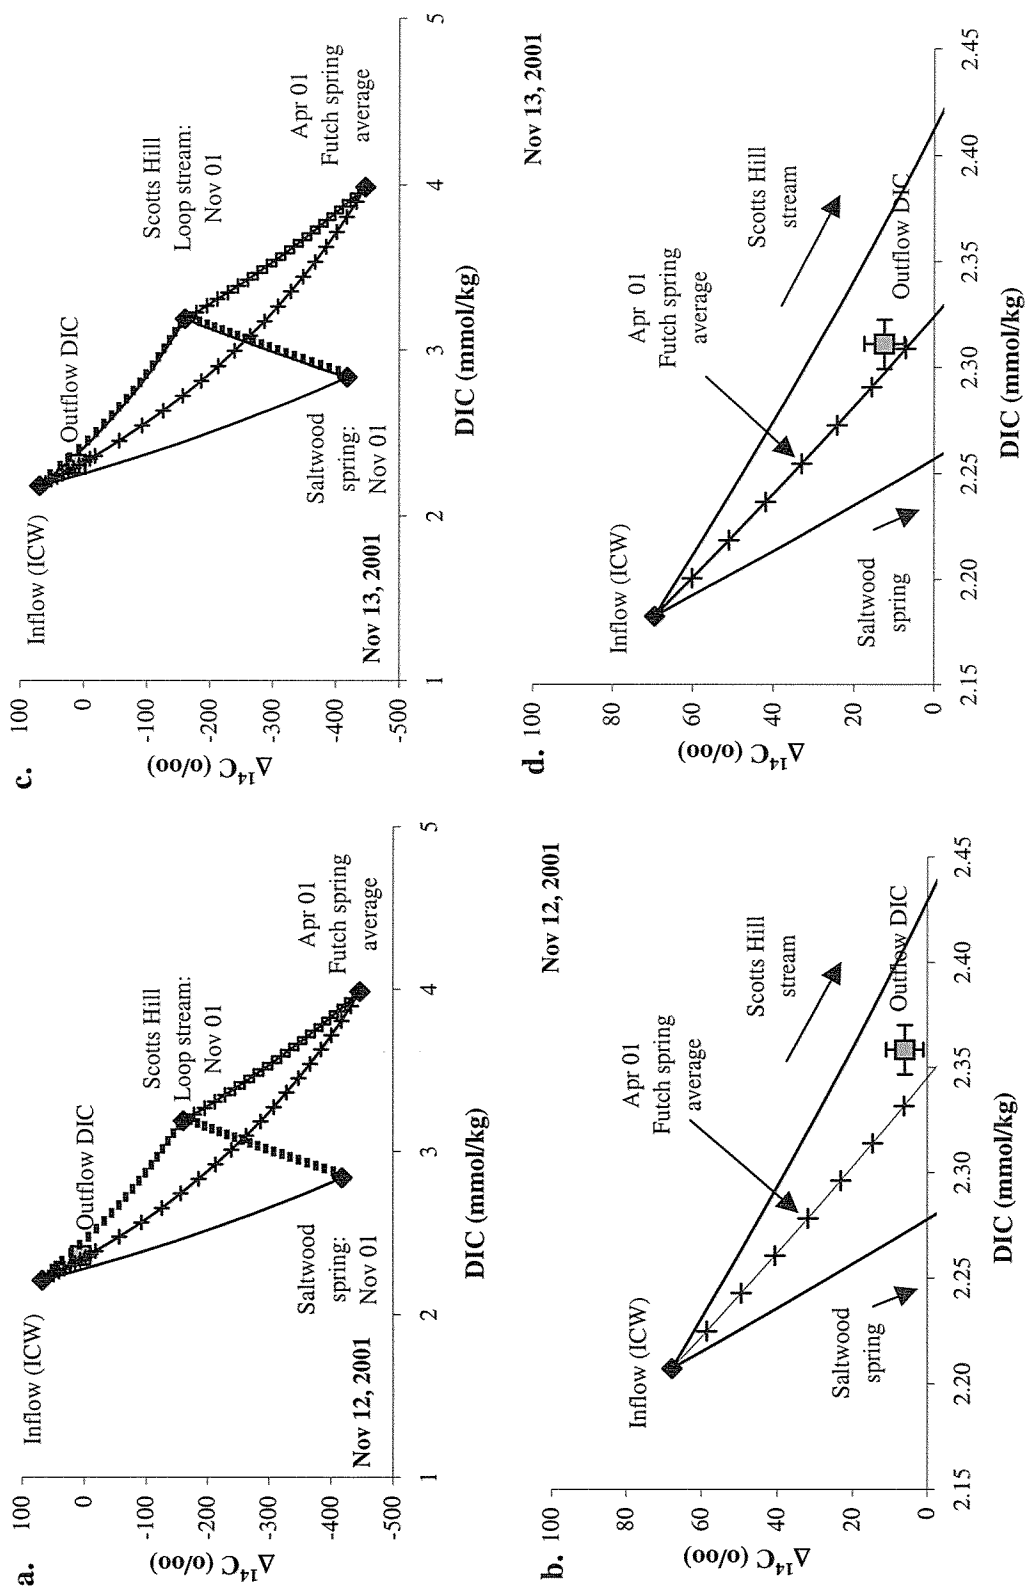 a.
100
0
-100
-200
-300
-400
-500
Δ¹⁴C (o/oo)
Inflow (ICW)
Outflow DIC
Scotts Hill
Loop stream:
Nov 01
Apr 01
Futch spring
average
Saltwood
spring:
Nov 01
Nov 12, 2001
1
2
3
4
5
DIC (mmol/kg)
c.
100
0
-100
-200
-300
-400
-500
Δ¹⁴C (o/oo)
Inflow (ICW)
Outflow DIC
Scotts Hill
Loop stream:
Nov 01
Apr 01
Futch spring
average
Saltwood
spring:
Nov 01
Nov 13, 2001
1
2
3
4
5
DIC (mmol/kg)
b.
100
80
60
40
20
0
Δ¹⁴C (o/oo)
Nov 12, 2001
Inflow (ICW)
Apr 01
Futch spring
average
Scotts Hill
stream
Outflow DIC
Saltwood
spring
2.15
2.20
2.25
2.30
2.35
2.40
2.45
DIC (mmol/kg)
d.
100
80
60
40
20
0
Δ¹⁴C (o/oo)
Nov 13, 2001
Inflow (ICW)
Apr 01
Futch spring
average
Scotts Hill
stream
Outflow DIC
Saltwood
spring
2.15
2.20
2.25
2.30
2.35
2.40
2.45
DIC (mmol/kg)